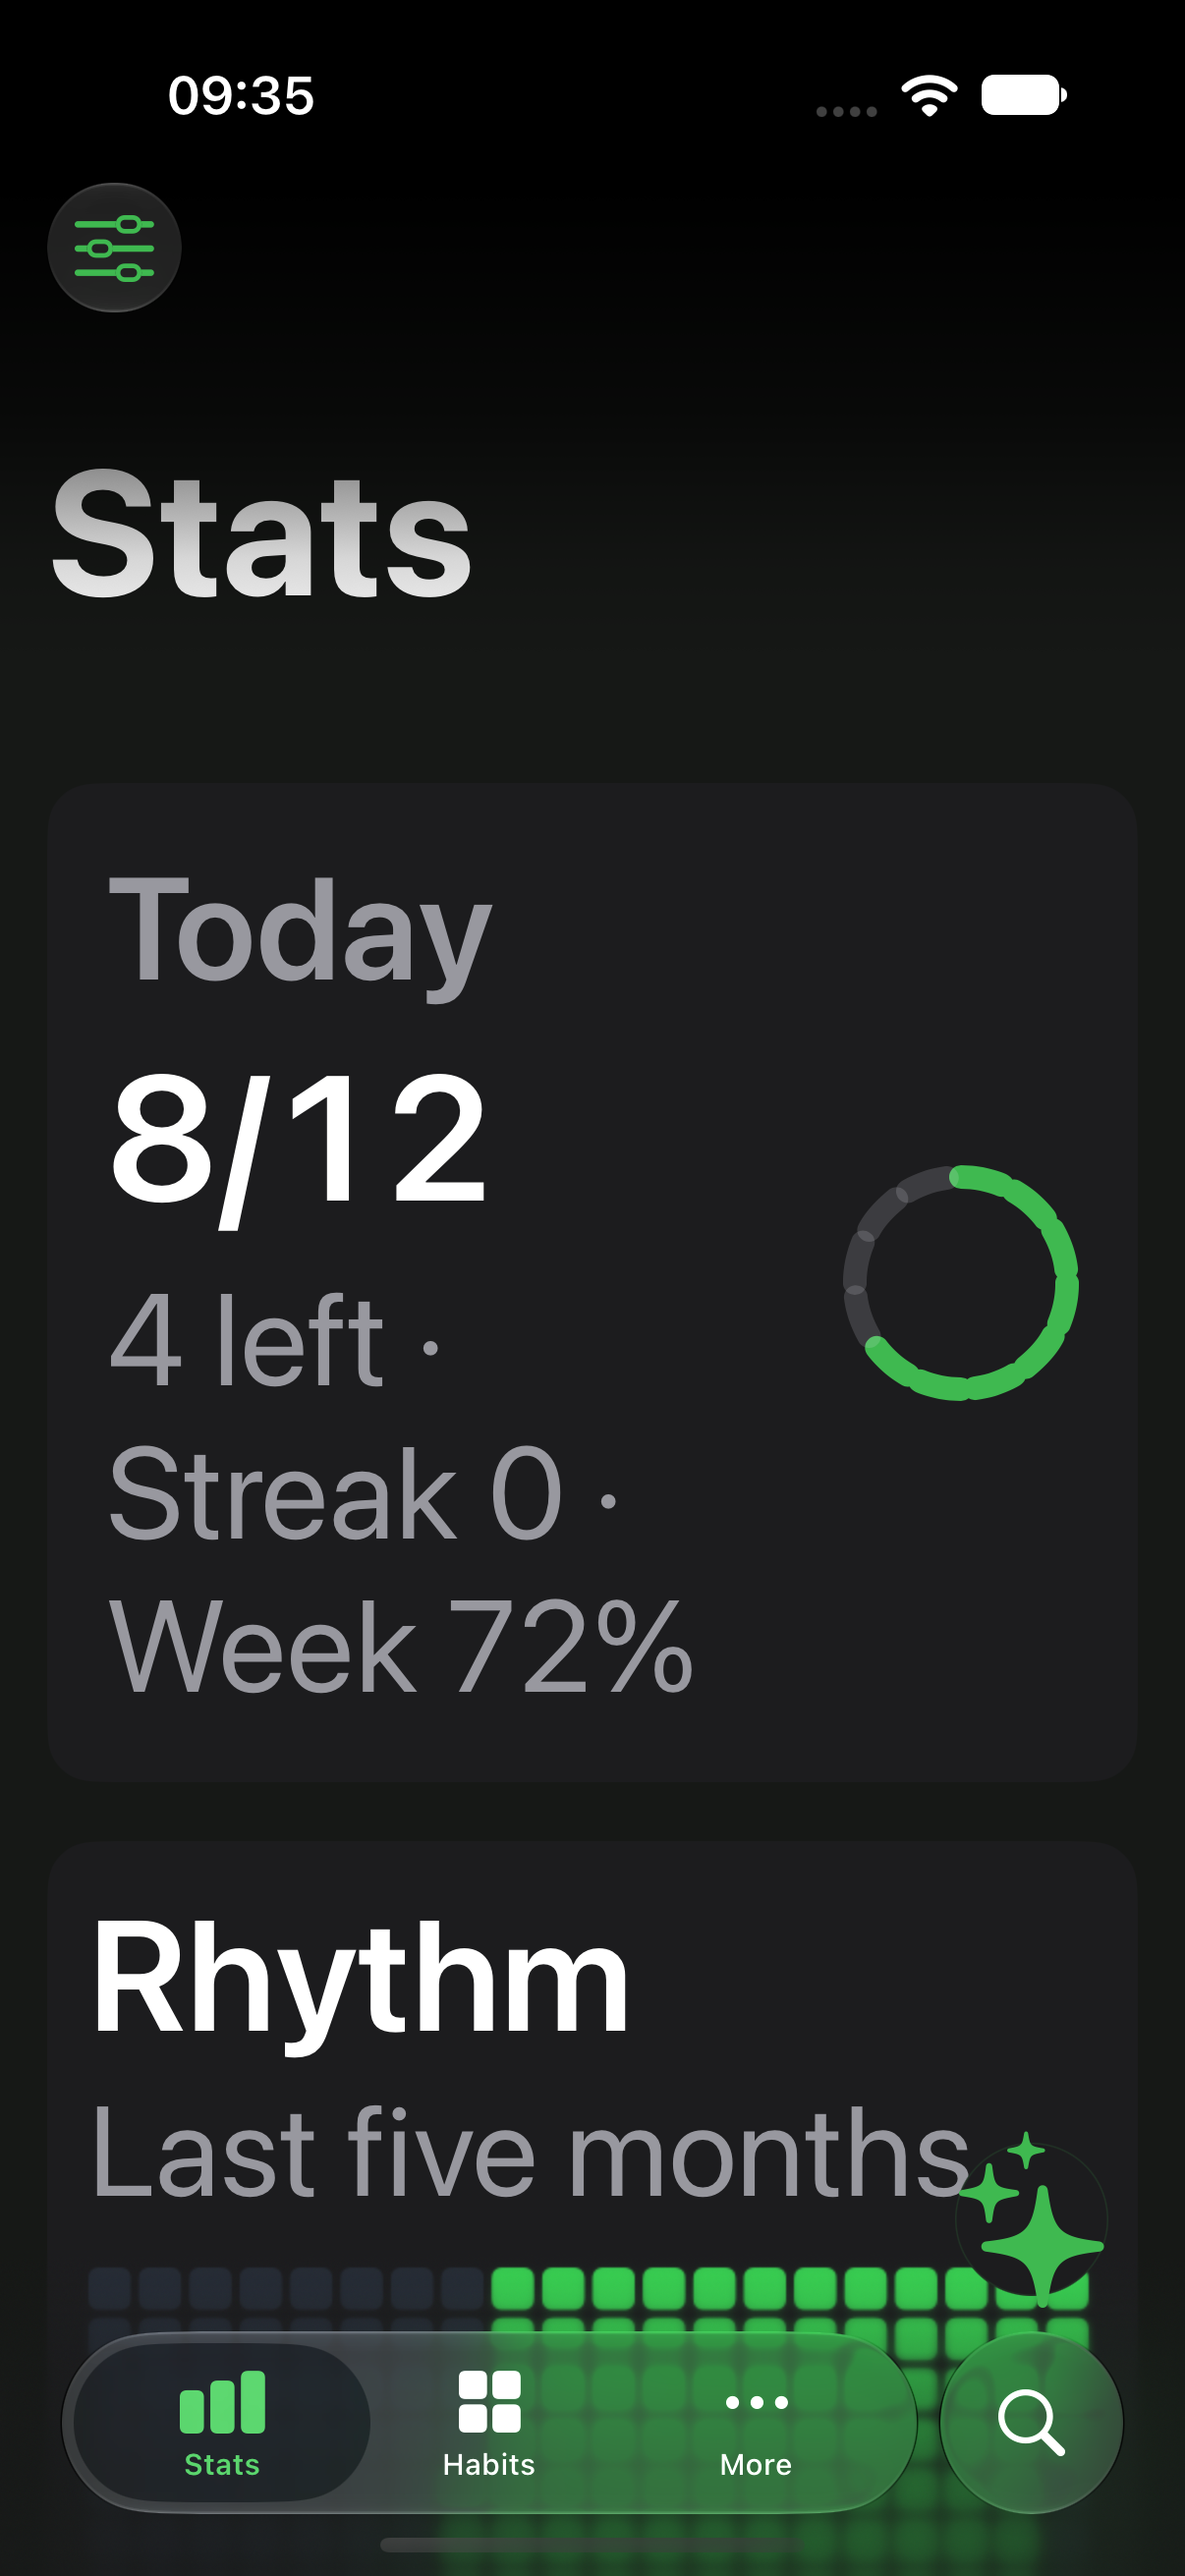 09:35
Stats
Today
8/12
4 left ·
Streak 0 ·
Week 72%
Rhythm
Last five months
Stats
Habits
More